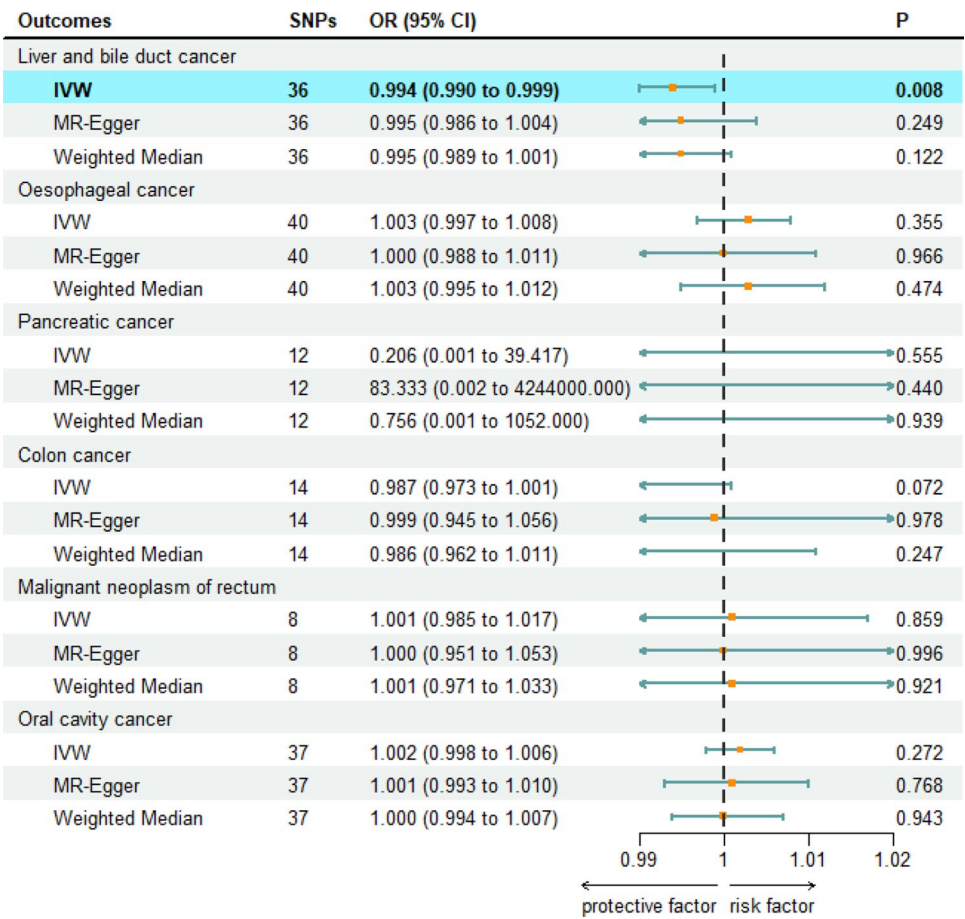 Outcomes SNPs OR (95% CI) P
Liver and bile duct cancer
IVW 36 0.994 (0.990 to 0.999) 0.008
MR-Egger 36 0.995 (0.986 to 1.004) 0.249
Weighted Median 36 0.995 (0.989 to 1.001) 0.122
Oesophageal cancer
IVW 40 1.003 (0.997 to 1.008) 0.355
MR-Egger 40 1.000 (0.988 to 1.011) 0.966
Weighted Median 40 1.003 (0.995 to 1.012) 0.474
Pancreatic cancer
IVW 12 0.206 (0.001 to 39.417) 0.555
MR-Egger 12 83.333 (0.002 to 4244000.000) 0.440
Weighted Median 12 0.756 (0.001 to 1052.000) 0.939
Colon cancer
IVW 14 0.987 (0.973 to 1.001) 0.072
MR-Egger 14 0.999 (0.945 to 1.056) 0.978
Weighted Median 14 0.986 (0.962 to 1.011) 0.247
Malignant neoplasm of rectum
IVW 8 1.001 (0.985 to 1.017) 0.859
MR-Egger 8 1.000 (0.951 to 1.053) 0.996
Weighted Median 8 1.001 (0.971 to 1.033) 0.921
Oral cavity cancer
IVW 37 1.002 (0.998 to 1.006) 0.272
MR-Egger 37 1.001 (0.993 to 1.010) 0.768
Weighted Median 37 1.000 (0.994 to 1.007) 0.943
0.99 1 1.01 1.02
protective factor risk factor